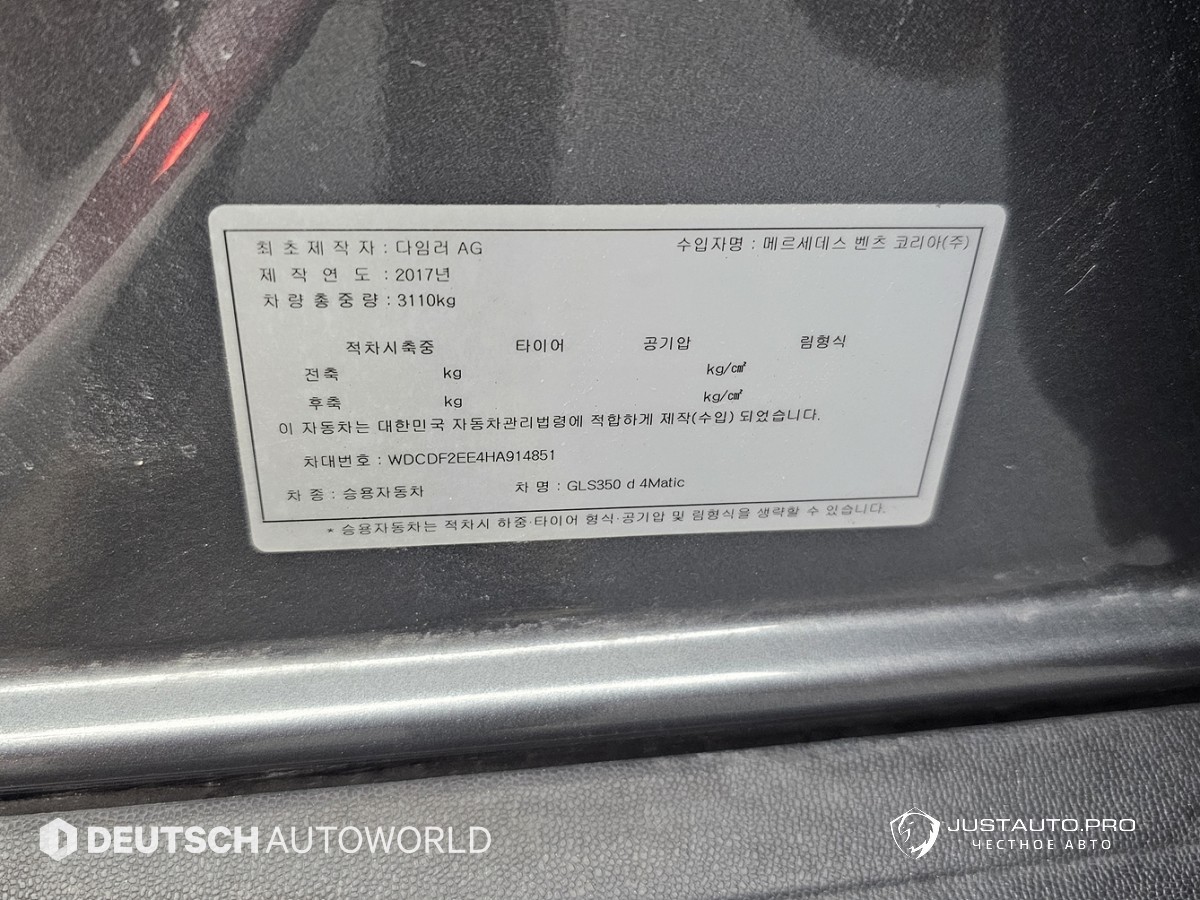 최 초 제 작 자 : 다임러 AG 수입자명 : 메르세데스 벤츠 코리아(주)
제 작 연 도 : 2017년
차 량 총 중 량 : 3110kg
적차시축중 타이어 공기압 림형식
전축 kg kg/㎠
후축 kg kg/㎠
이 자동차는 대한민국 자동차관리법령에 적합하게 제작(수입) 되었습니다.
차대번호 : WDCDF2EE4HA914851
차 종 : 승용자동차 차 명 : GLS350 d 4Matic
* 승용자동차는 적차시 하중·타이어 형식·공기압 및 림형식을 생략할 수 있습니다.
DEUTSCH AUTOWORLD
JUSTAUTO.PRO
ЧЕСТНОЕ АВТО